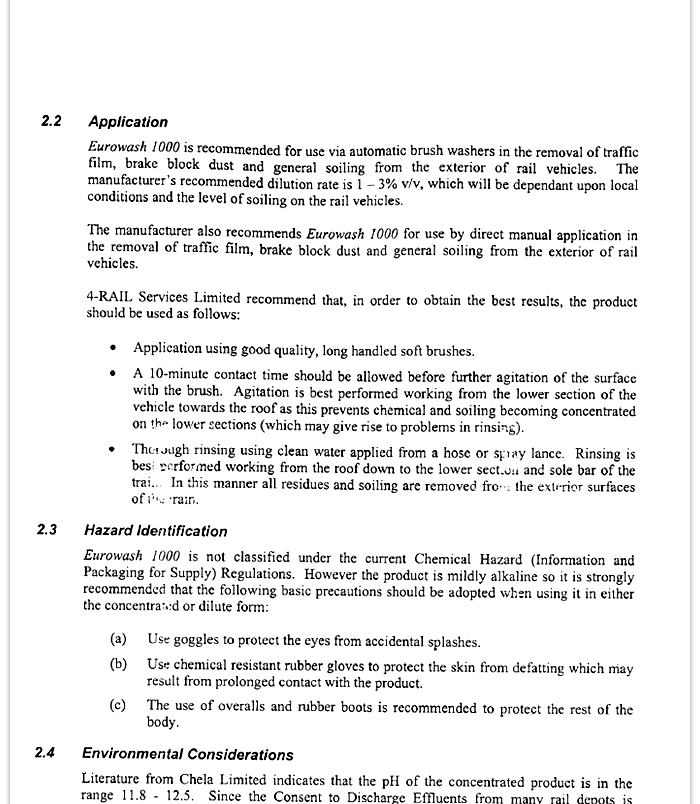 2.2 Application
Eurowash 1000 is recommended for use via automatic brush washers in the removal of traffic
film, brake block dust and general soiling from the exterior of rail vehicles. The
manufacturer's recommended dilution rate is 1 – 3% v/v, which will be dependant upon local
conditions and the level of soiling on the rail vehicles.
The manufacturer also recommends Eurowash 1000 for use by direct manual application in
the removal of traffic film, brake block dust and general soiling from the exterior of rail
vehicles.
4-RAIL Services Limited recommend that, in order to obtain the best results, the product
should be used as follows:
• Application using good quality, long handled soft brushes.
• A 10-minute contact time should be allowed before further agitation of the surface
with the brush. Agitation is best performed working from the lower section of the
vehicle towards the roof as this prevents chemical and soiling becoming concentrated
on the lower sections (which may give rise to problems in rinsing).
• Thorough rinsing using clean water applied from a hose or spray lance. Rinsing is
best performed working from the roof down to the lower section and sole bar of the
In this manner all residues and soiling are removed from the exterior surfaces
of the train.
2.3 Hazard Identification
Eurowash 1000 is not classified under the current Chemical Hazard (Information and
Packaging for Supply) Regulations. However the product is mildly alkaline so it is strongly
recommended that the following basic precautions should be adopted when using it in either
the concentrated or dilute form:
(a) Use goggles to protect the eyes from accidental splashes.
(b) Use chemical resistant rubber gloves to protect the skin from defatting which may
result from prolonged contact with the product.
(c) The use of overalls and rubber boots is recommended to protect the rest of the
body.
2.4 Environmental Considerations
Literature from Chela Limited indicates that the pH of the concentrated product is in the
range 11.8 - 12.5. Since the Consent to Discharge Effluents from many rail depots is